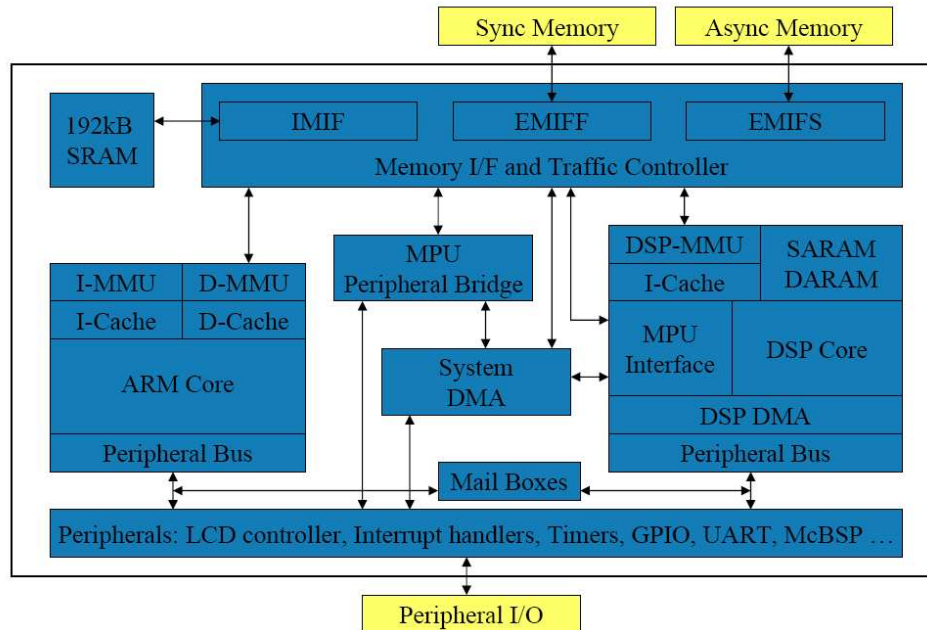 Sync Memory
Async Memory
192kB
SRAM
IMIF
EMIFF
EMIFS
Memory I/F and Traffic Controller
I-MMU
D-MMU
I-Cache
D-Cache
ARM Core
Peripheral Bus
MPU
Peripheral Bridge
System
DMA
DSP-MMU
I-Cache
SARAM
DARAM
MPU
Interface
DSP Core
DSP DMA
Peripheral Bus
Mail Boxes
Peripherals: LCD controller, Interrupt handlers, Timers, GPIO, UART, McBSP …
Peripheral I/O